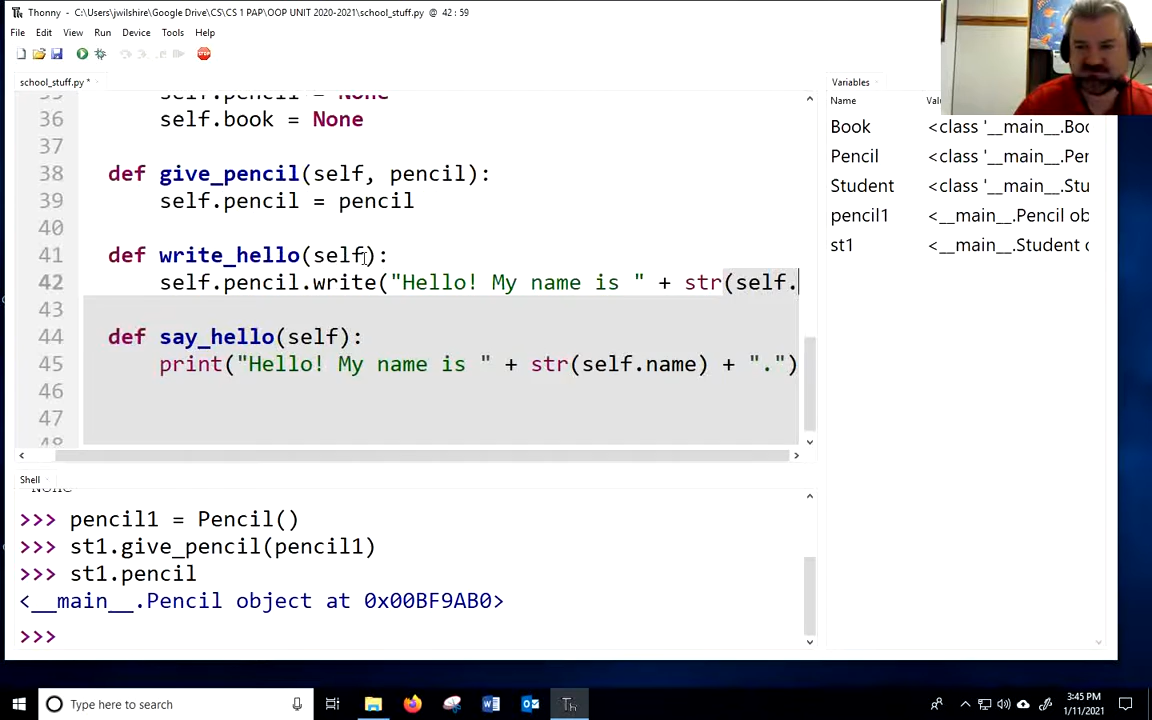 Thonny - C:\Users\jwilshire\Google Drive\CS\CS 1 PAP\OOP UNIT 2020-2021\school_stuff.py @ 42 : 59
File Edit View Run Device Tools Help
school_stuff.py *
Variables
Name
self.pencil = None
36 self.book = None
Book <class '__main__.Boo
37
Pencil <class '__main__.Per
38 def give_pencil(self, pencil):
Student <class '__main__.Stu
39 self.pencil = pencil
pencil1 <__main__.Pencil ob
40
st1 <__main__.Student c
41 def write_hello(self):
42 self.pencil.write("Hello! My name is " + str(self.
43
44 def say_hello(self):
45 print("Hello! My name is " + str(self.name) + ".")
46
47
48
Shell
None
>>> pencil1 = Pencil()
>>> st1.give_pencil(pencil1)
>>> st1.pencil
<__main__.Pencil object at 0x00BF9AB0>
>>>
Type here to search
3:45 PM
1/11/2021